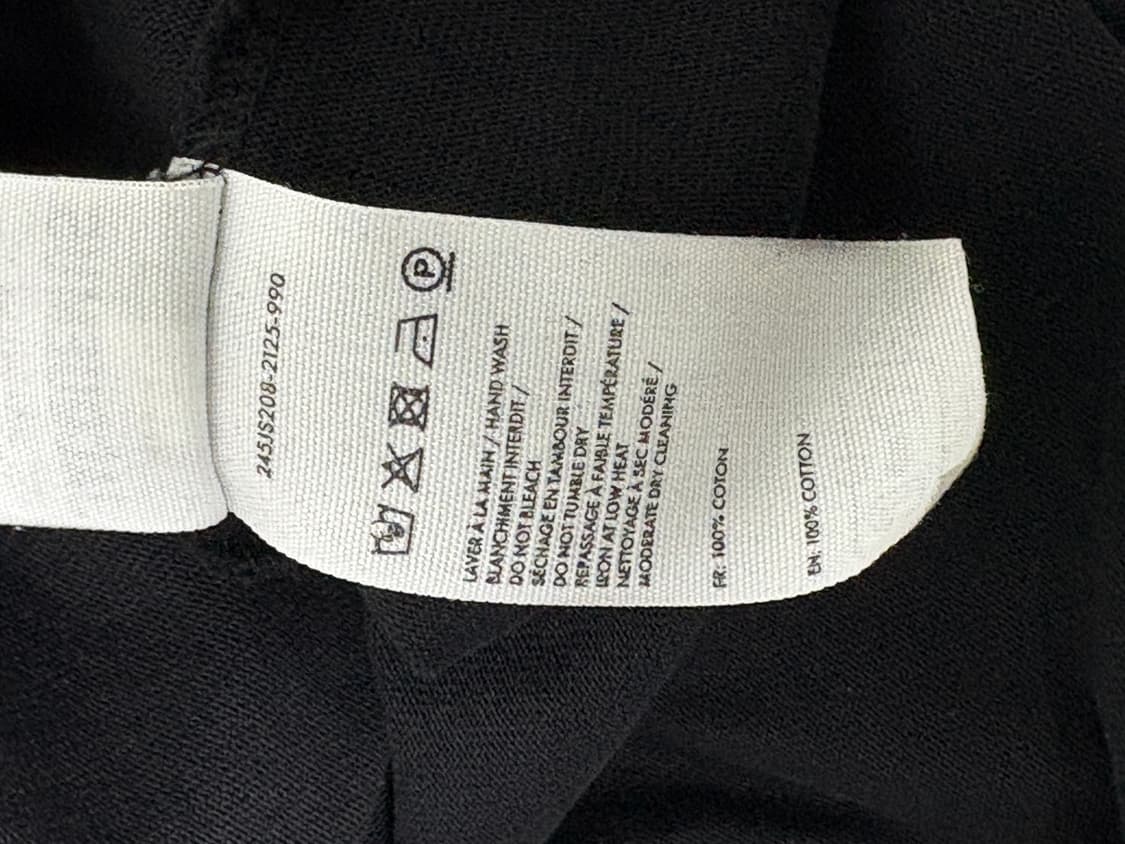 245JS208-2125-990
P
LAVER À LA MAIN / HAND WASH
BLANCHIMENT INTERDIT /
DO NOT BLEACH
SÉCHAGE EN TAMBOUR INTERDIT /
DO NOT TUMBLE DRY
REPASSAGE À FAIBLE TEMPÉRATURE /
IRON AT LOW HEAT
NETTOYAGE À SEC MODÉRÉ /
MODERATE DRY CLEANING
FR: 100% COTON
EN: 100% COTTON